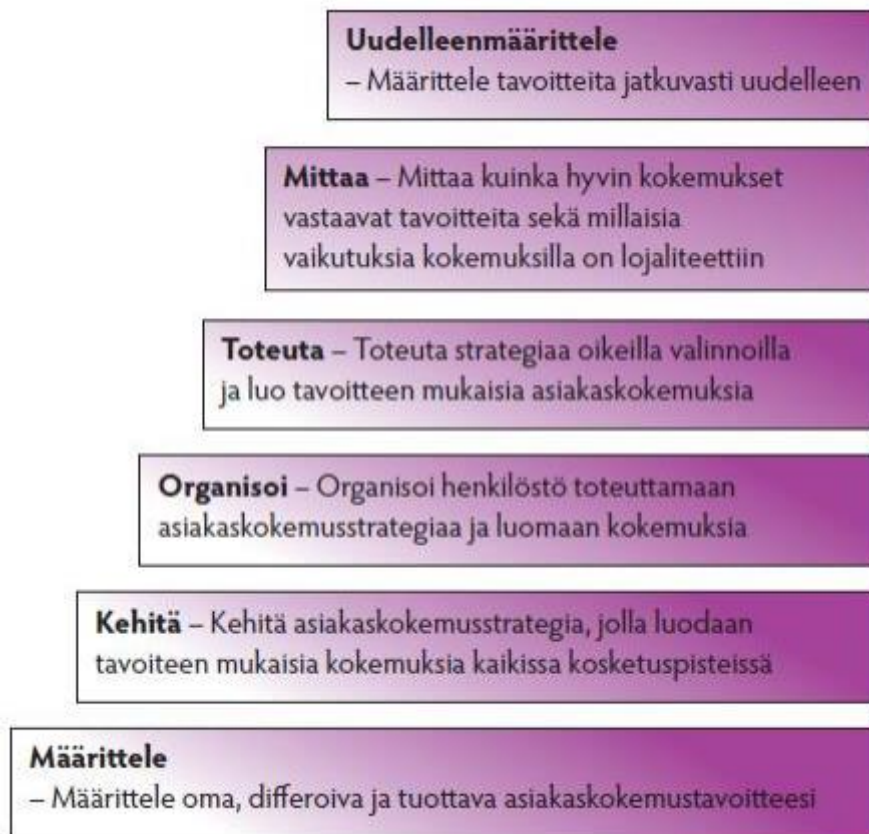 Uudelleenmäärittele
– Määrittele tavoitteita jatkuvasti uudelleen
Mittaa – Mittaa kuinka hyvin kokemukset
vastaavat tavoitteita sekä millaisia
vaikutuksia kokemuksilla on lojaliteettiin
Toteuta – Toteuta strategiaa oikeilla valinnoilla
ja luo tavoitteen mukaisia asiakaskokemuksia
Organisoi – Organisoi henkilöstö toteuttamaan
asiakaskokemusstrategiaa ja luomaan kokemuksia
Kehitä – Kehitä asiakaskokemusstrategia, jolla luodaan
tavoiteen mukaisia kokemuksia kaikissa kosketuspisteissä
Määrittele
– Määrittele oma, differoiva ja tuottava asiakaskokemustavoitteesi